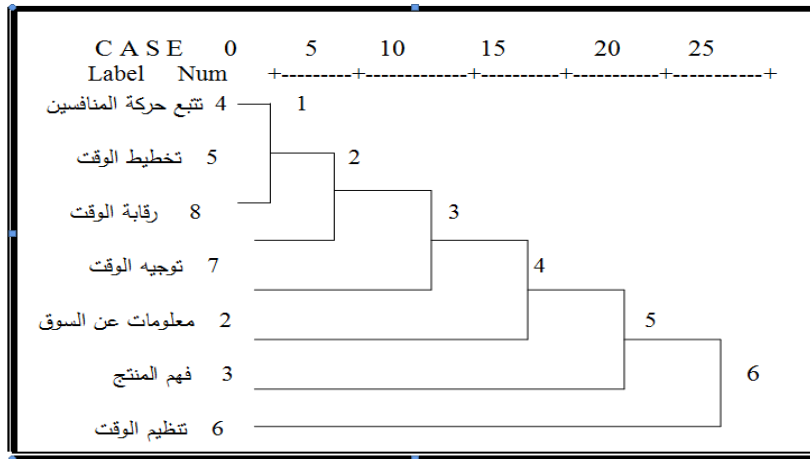 C A S E 0 5 10 15 20 25
Label Num +---------+-------------+----------+-----------+-----------+
تتبع حركة المنافسين 4 1
تخطيط الوقت 5 2
رقابة الوقت 8 3
توجيه الوقت 7 4
معلومات عن السوق 2 5
فهم المنتج 3 6
تنظيم الوقت 6